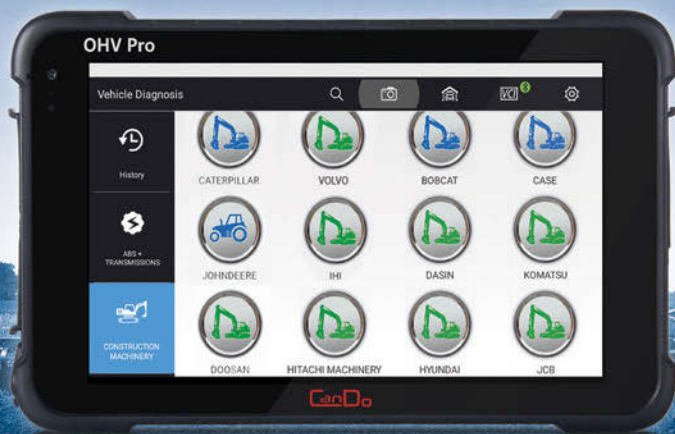 OHV Pro
Vehicle Diagnosis
VCI
History
CATERPILLAR VOLVO BOBCAT CASE
ABS +
TRANSMISSIONS
JOHNDEERE IHI DASIN KOMATSU
CONSTRUCTION
MACHINERY
DOOSAN HITACHI MACHINERY HYUNDAI JCB
CanDo